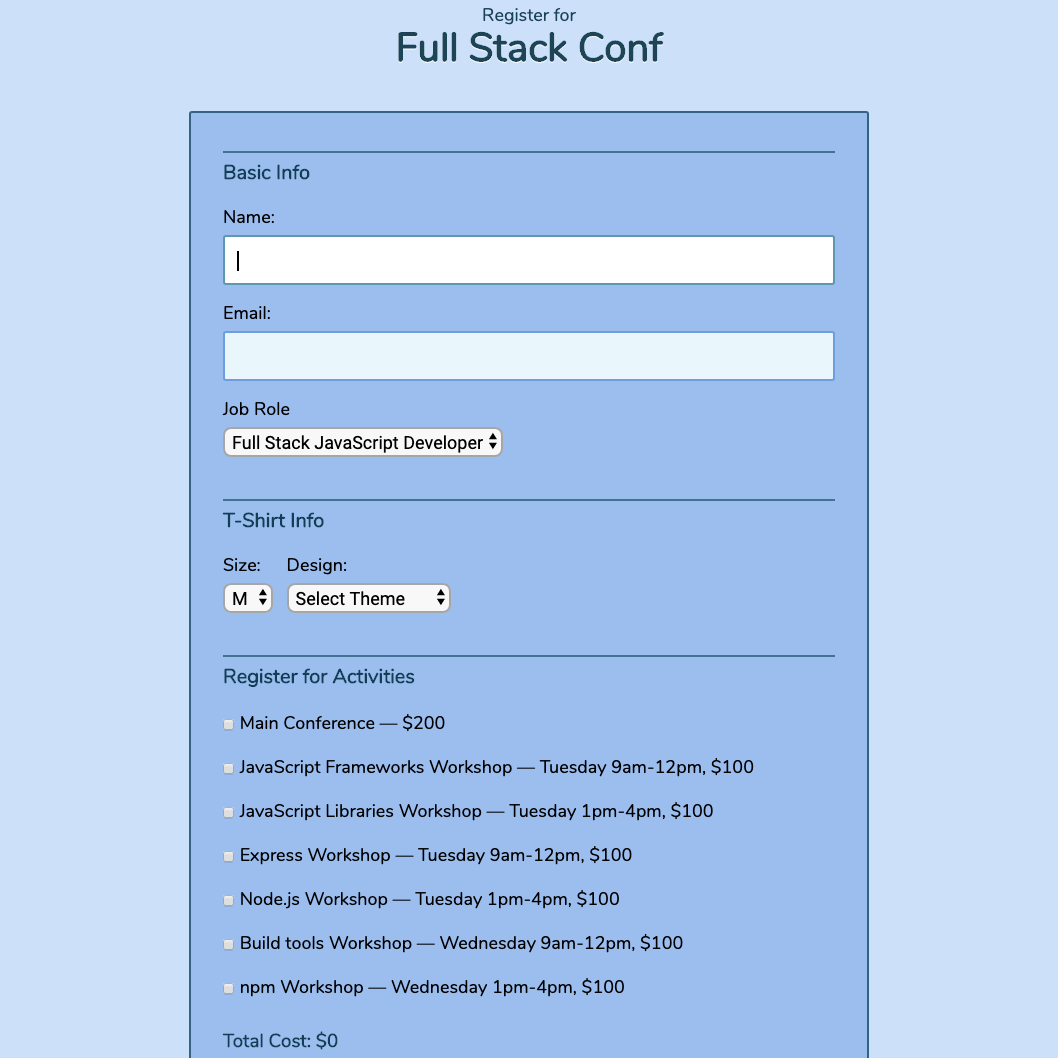 Register for
Full Stack Conf
Basic Info
Name:
Email:
Job Role
Full Stack JavaScript Developer
T-Shirt Info
Size: Design:
M Select Theme
Register for Activities
Main Conference — $200
JavaScript Frameworks Workshop — Tuesday 9am-12pm, $100
JavaScript Libraries Workshop — Tuesday 1pm-4pm, $100
Express Workshop — Tuesday 9am-12pm, $100
Node.js Workshop — Tuesday 1pm-4pm, $100
Build tools Workshop — Wednesday 9am-12pm, $100
npm Workshop — Wednesday 1pm-4pm, $100
Total Cost: $0